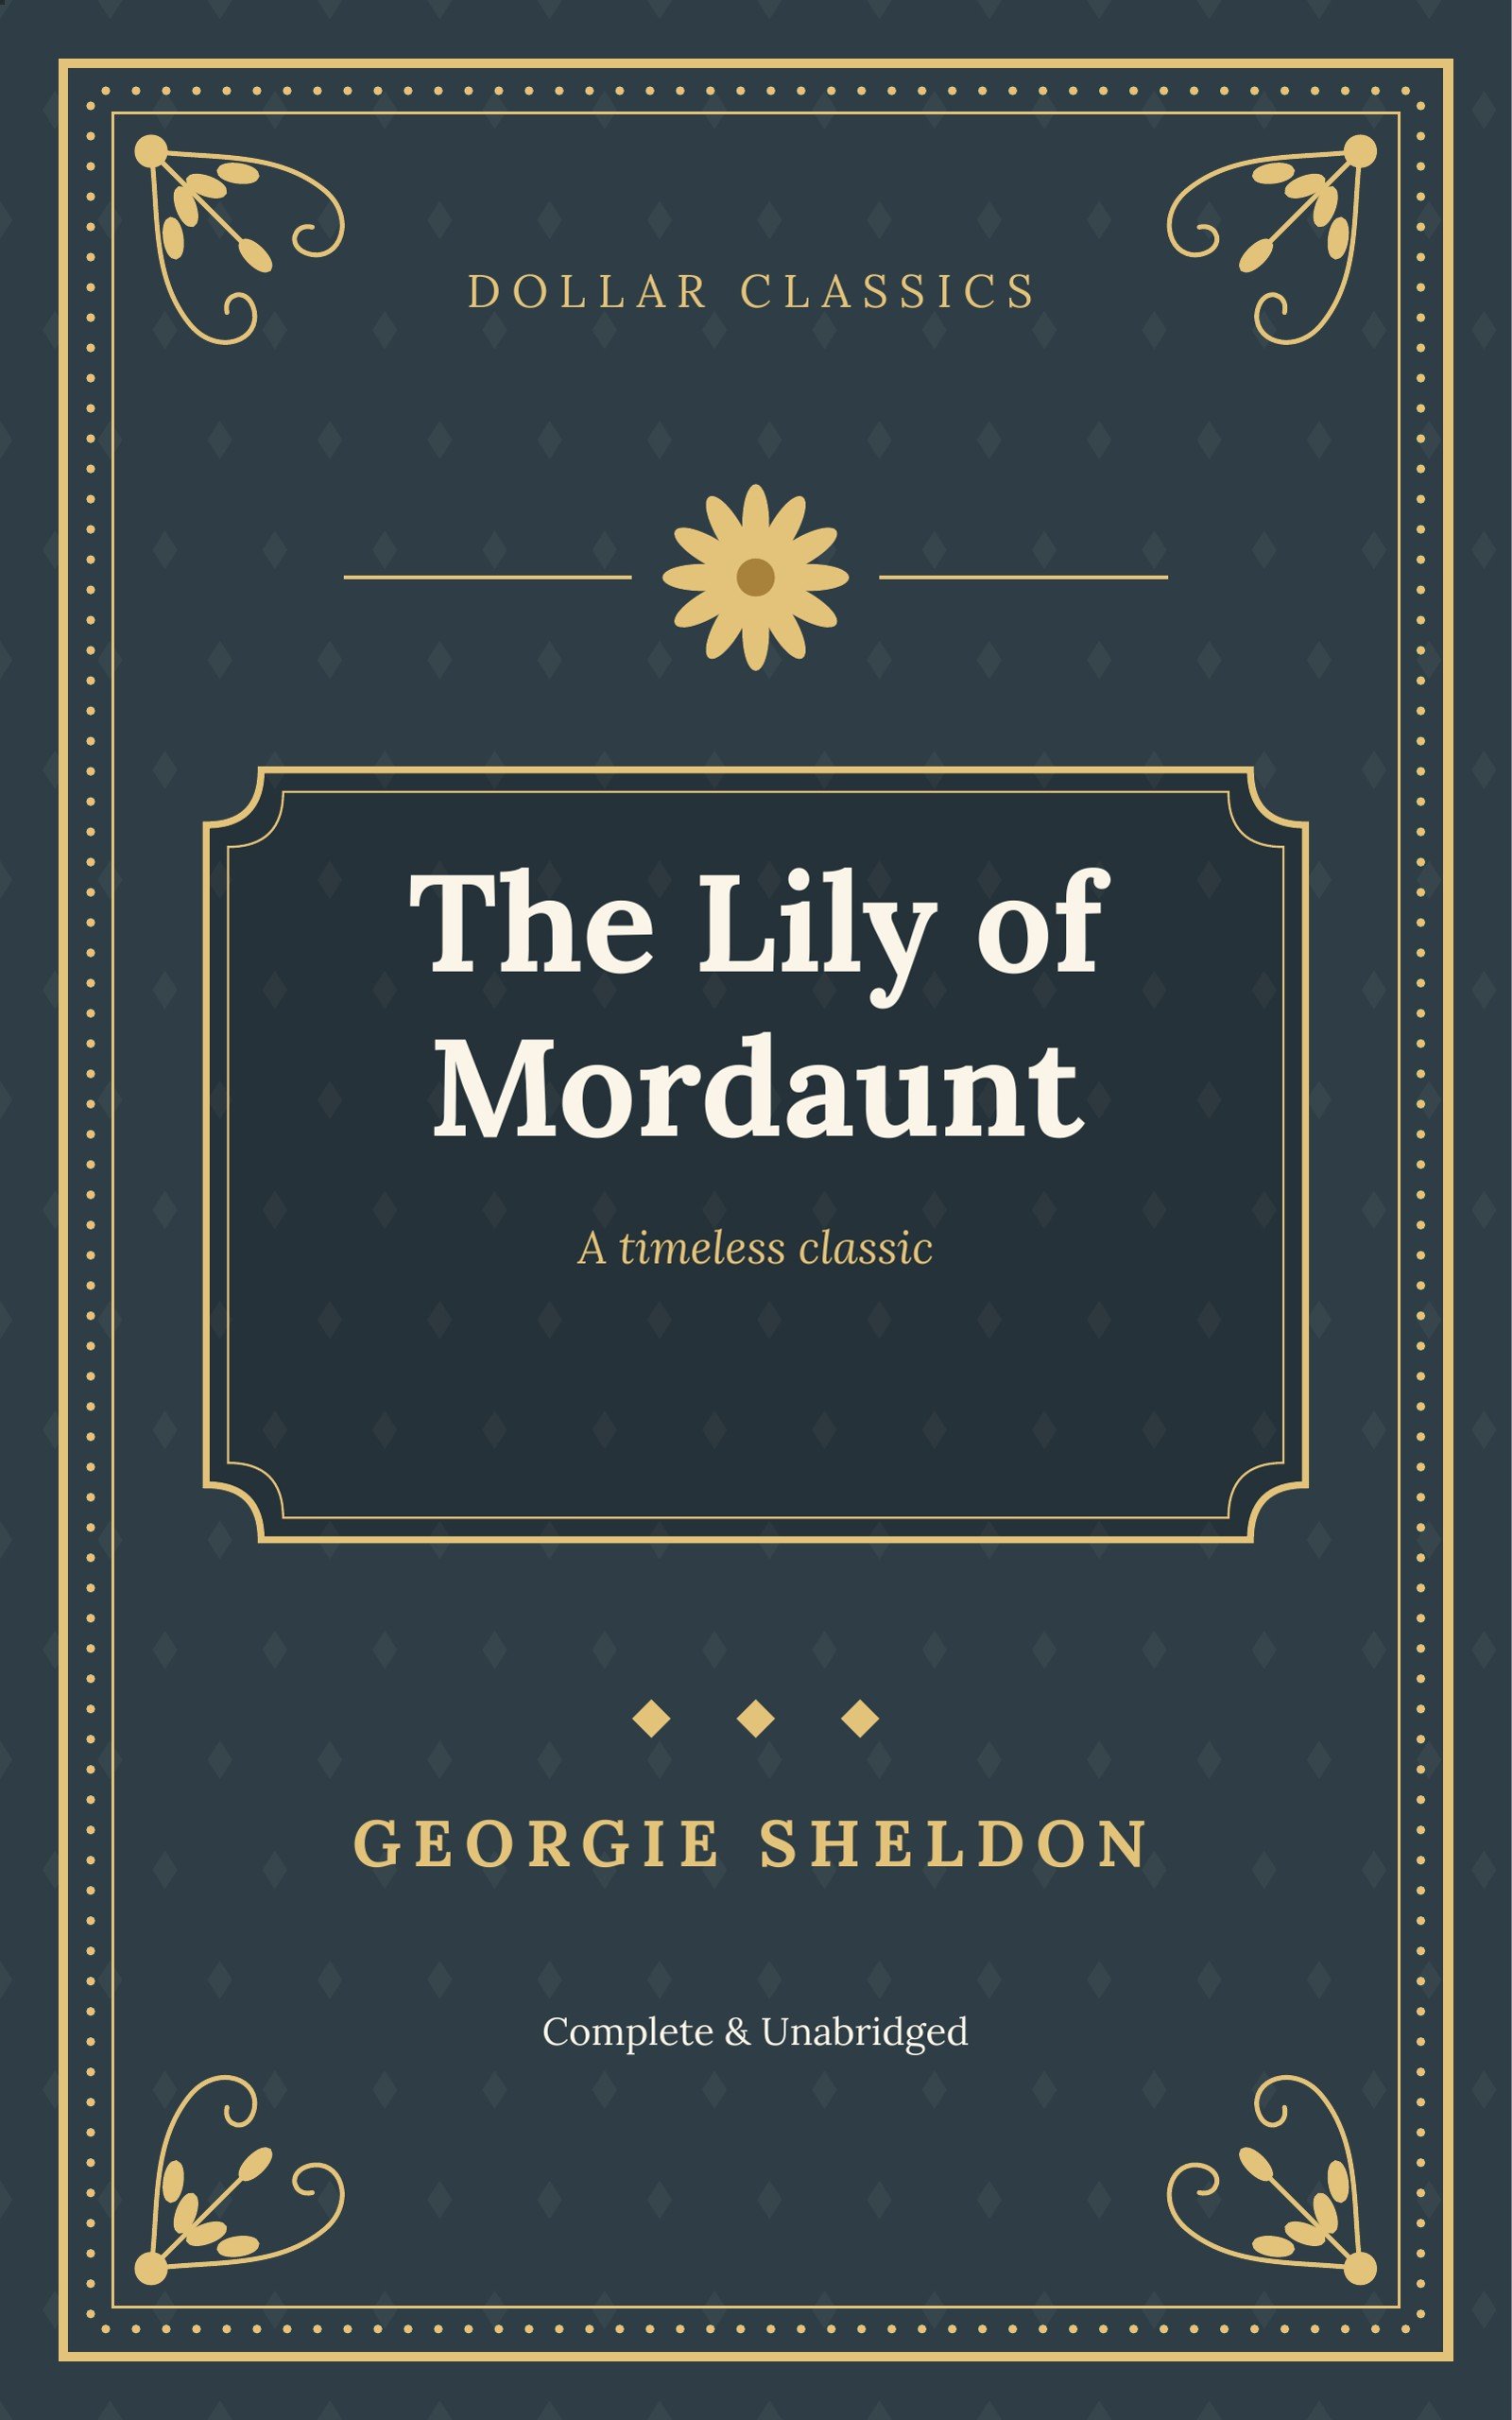 DOLLAR CLASSICS
The Lily of
Mordaunt
A timeless classic
GEORGIE SHELDON
Complete & Unabridged